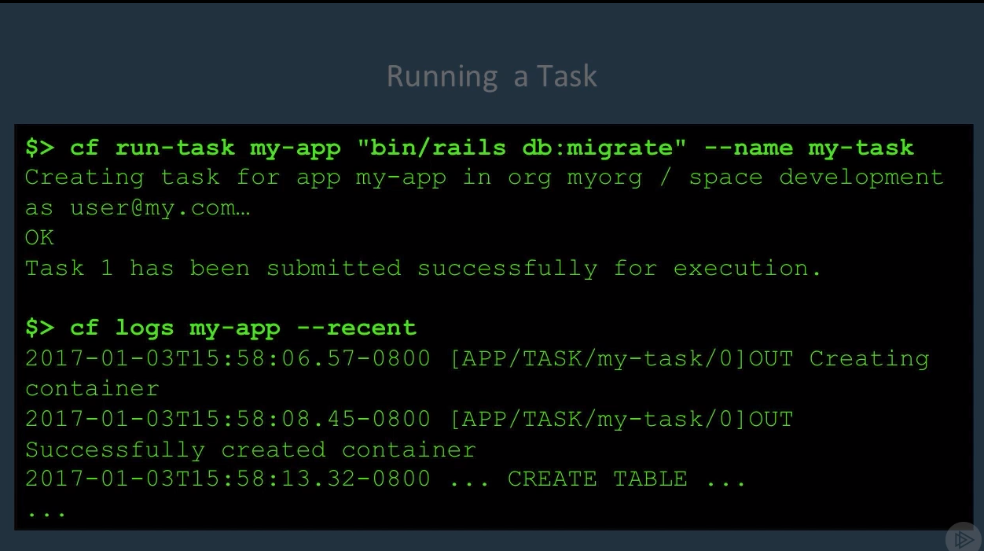 Running a Task
$> cf run-task my-app "bin/rails db:migrate" --name my-task
Creating task for app my-app in org myorg / space development
as user@my.com…
OK
Task 1 has been submitted successfully for execution.
$> cf logs my-app --recent
2017-01-03T15:58:06.57-0800 [APP/TASK/my-task/0]OUT Creating
container
2017-01-03T15:58:08.45-0800 [APP/TASK/my-task/0]OUT
Successfully created container
2017-01-03T15:58:13.32-0800 ... CREATE TABLE ...
...